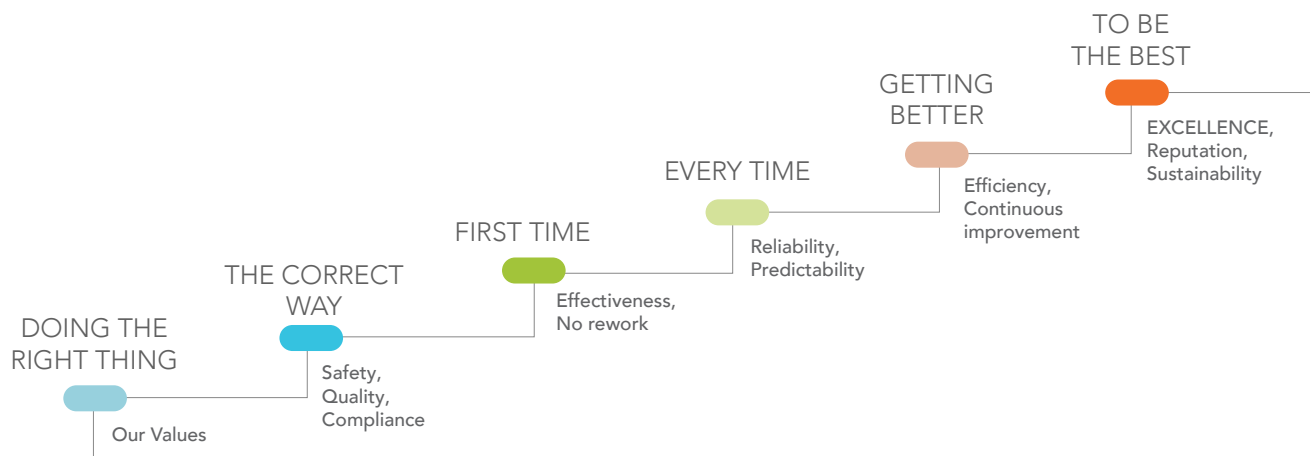 DOING THE
RIGHT THING
Our Values
THE CORRECT
WAY
Safety,
Quality,
Compliance
FIRST TIME
Effectiveness,
No rework
EVERY TIME
Reliability,
Predictability
GETTING
BETTER
Efficiency,
Continuous
improvement
TO BE
THE BEST
EXCELLENCE,
Reputation,
Sustainability